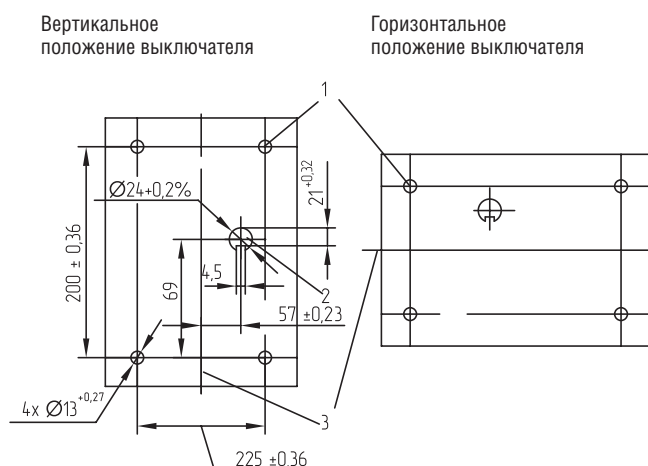 Вертикальное
положение выключателя
Горизонтальное
положение выключателя
1
Ø24+0,2%
21+0,32
200 ± 0,36
69
4,5
2
57 ±0,23
4x Ø13+0,27
3
225 ±0,36